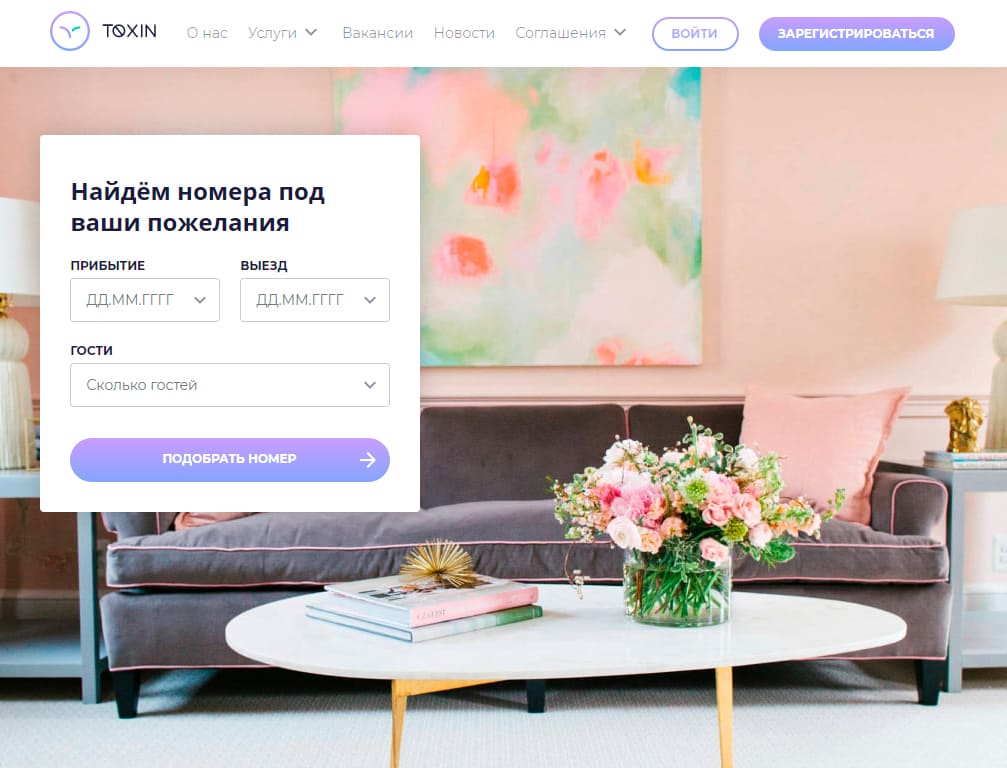 TOXIN
О нас
Услуги
Вакансии
Новости
Соглашения
ВОЙТИ
ЗАРЕГИСТРИРОВАТЬСЯ
Найдём номера под
ваши пожелания
ПРИБЫТИЕ
ВЫЕЗД
ДД.ММ.ГГГГ
ДД.ММ.ГГГГ
ГОСТИ
Сколько гостей
ПОДОБРАТЬ НОМЕР